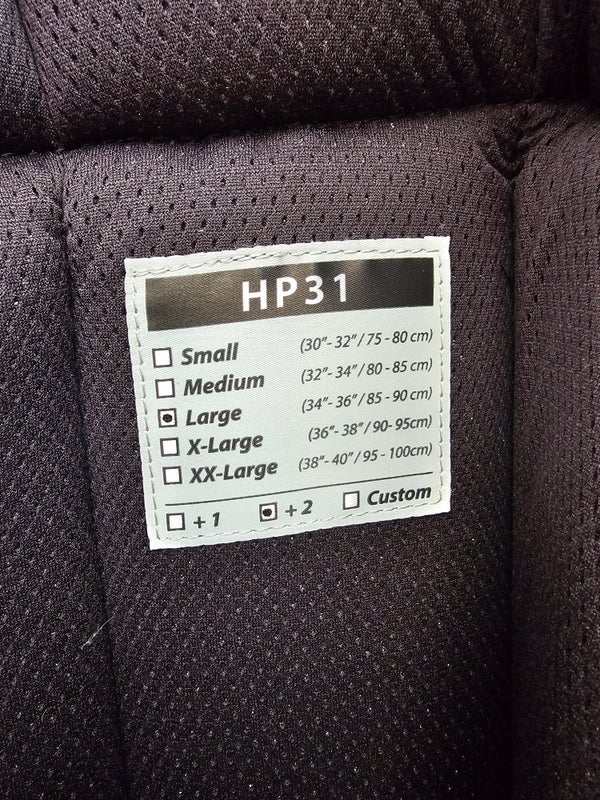 HP31
Small (30"- 32" / 75 - 80 cm)
Medium (32"- 34" / 80 - 85 cm)
Large (34"- 36" / 85 - 90 cm)
X-Large (36"- 38" / 90- 95cm)
XX-Large (38"- 40" / 95 - 100cm)
+ 1 + 2 Custom